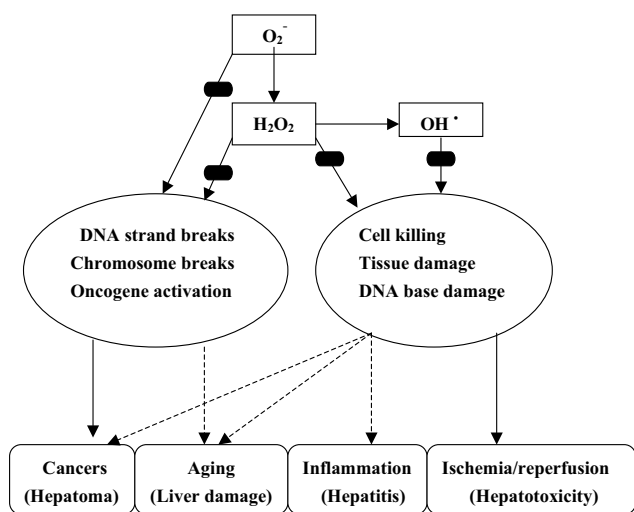 O₂⁻
H₂O₂
OH •
DNA strand breaks
Chromosome breaks
Oncogene activation
Cell killing
Tissue damage
DNA base damage
Cancers
(Hepatoma)
Aging
(Liver damage)
Inflammation
(Hepatitis)
Ischemia/reperfusion
(Hepatotoxicity)